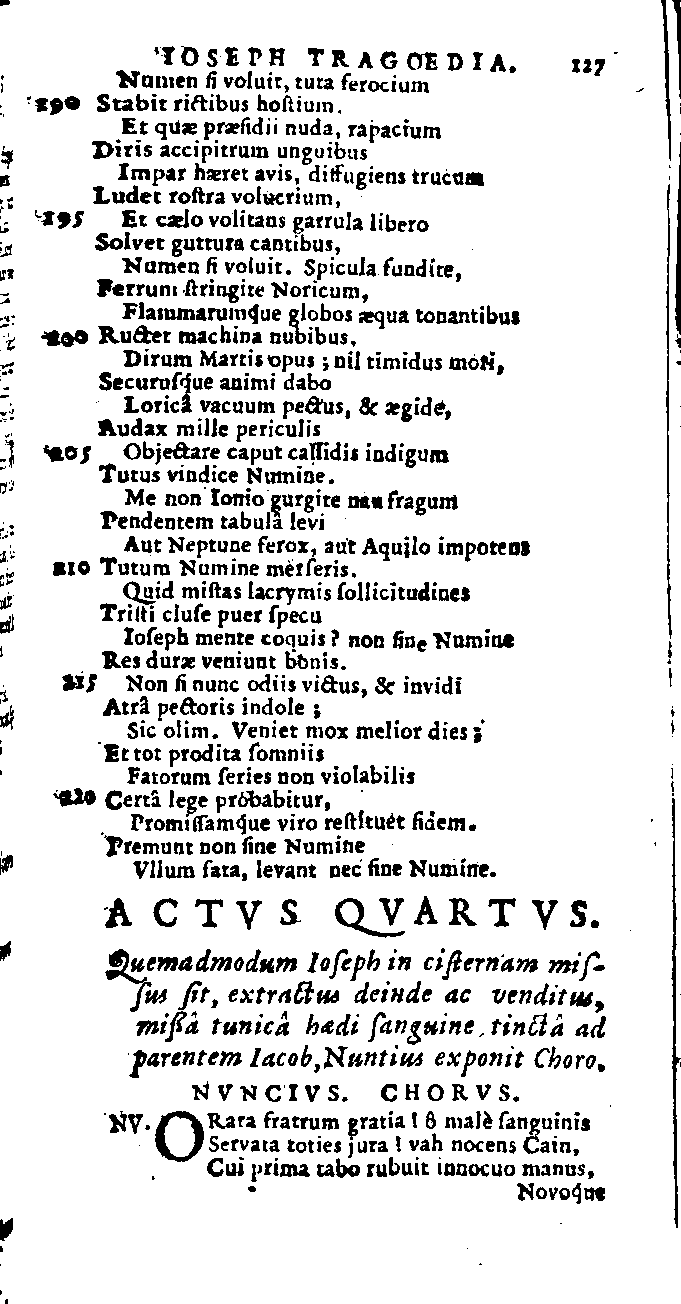 IOSEPH TRAGOEDIA. 127
Numen ſi voluit, tuta ferocium
290 Stabit rictibus hoſtium.
Et quæ præſidii nuda, rapacium
Diris accipitrum unguibus
Impar hæret avis, diffugiens trucum
Ludet roſtra volucrium,
295 Et cælo volitans garrula libero
Solvet guttura cantibus,
Numen ſi voluit. Spicula fundite,
Ferrum ſtringite Noricum,
Flammarumque globos æqua tonantibus
200 Ructet machina nubibus,
Dirum Martis opus ; nil timidus mori,
Securuſque animi dabo
Loricâ vacuum pectus, & ægide,
Audax mille periculis
205 Objectare caput caſſidis indigum
Tutus vindice Numine.
Me non Ionio gurgite naufragum
Pendentem tabulâ levi
Aut Neptune ferox, aut Aquilo impotens
210 Tutum Numine merſeris.
Quid miſtas lacrymis ſollicitudines
Triſti cluſe puer ſpecu
Ioſeph mente coquis ? non ſine Numine
Res duræ veniunt bonis.
215 Non ſi nunc odiis victus, & invidi
Atrâ pectoris indole ;
Sic olim. Veniet mox melior dies ;
Et tot prodita ſomniis
Fatorum ſeries non violabilis
220 Certâ lege probabitur,
Promiſſamque viro reſtituet fidem.
Premunt non ſine Numine
Vllum fata, levant nec ſine Numine.
ACTVS QVARTVS.
Quemadmodum Ioſeph in ciſternam miſ-
ſus ſit, extractus deinde ac venditus,
miſsâ tunicâ hædi ſanguine tinctâ ad
parentem Iacob, Nuntius exponit Choro.
NVNCIVS. CHORVS.
NV. O Rara fratrum gratia ! ô malè ſanguinis
Servata toties jura ! vah nocens Cain,
Cui prima tabo rubuit innocuo manus,
Novoque